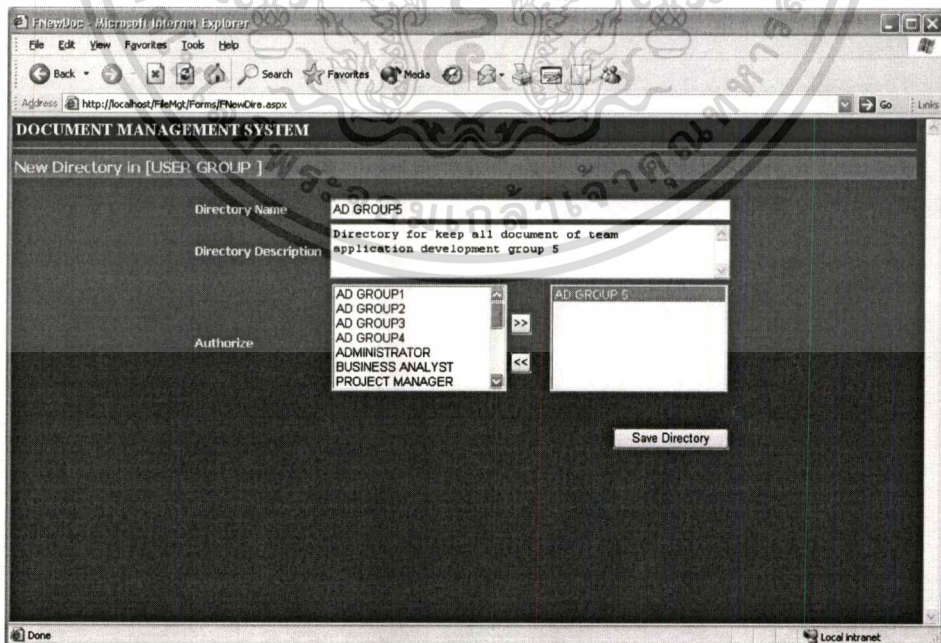 FNewDoc - Microsoft Internet Explorer
File Edit View Favorites Tools Help
Back Search Favorites Media
Address http://localhost/FileMgt/Forms/FNewDire.aspx Go Links
DOCUMENT MANAGEMENT SYSTEM
New Directory in [USER GROUP ]
Directory Name AD GROUP5
Directory Description Directory for keep all document of team
application development group 5
Authorize
AD GROUP1
AD GROUP2
AD GROUP3
AD GROUP4
ADMINISTRATOR
BUSINESS ANALYST
PROJECT MANAGER
>>
<<
AD GROUP 5
Save Directory
Done Local intranet